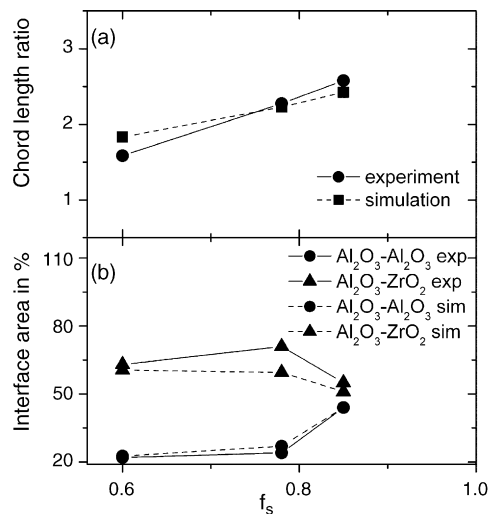 3
(a)
2
1
Chord length ratio
experiment
simulation
110
(b)
80
50
20
Interface area in %
Al₂O₃-Al₂O₃ exp
Al₂O₃-ZrO₂ exp
Al₂O₃-Al₂O₃ sim
Al₂O₃-ZrO₂ sim
0.6
0.8
1.0
fₛ